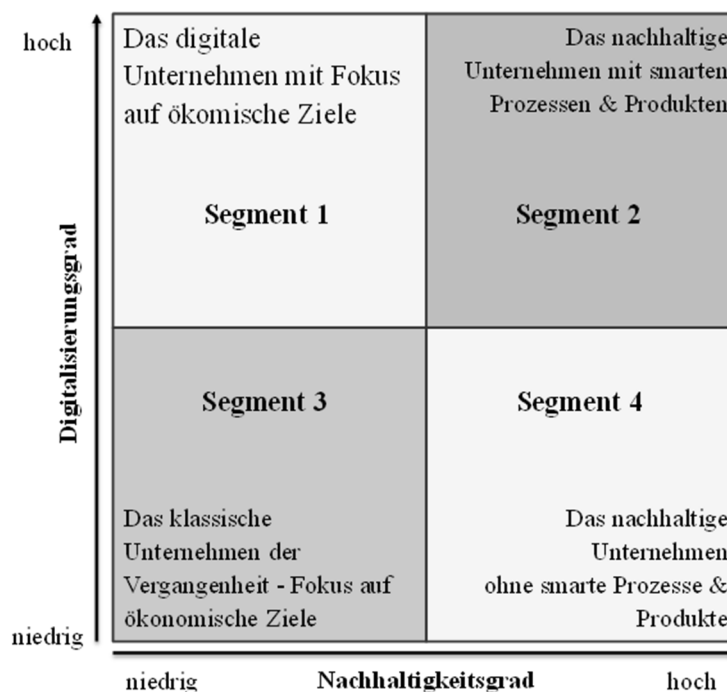 hoch
Das digitale
Unternehmen mit Fokus
auf ökomische Ziele
Das nachhaltige
Unternehmen mit smarten
Prozessen & Produkten
Segment 1
Segment 2
Digitalisierungsgrad
Segment 3
Segment 4
Das klassische
Unternehmen der
Vergangenheit - Fokus auf
ökonomische Ziele
Das nachhaltige
Unternehmen
ohne smarte Prozesse &
Produkte
niedrig
niedrig
Nachhaltigkeitsgrad
hoch